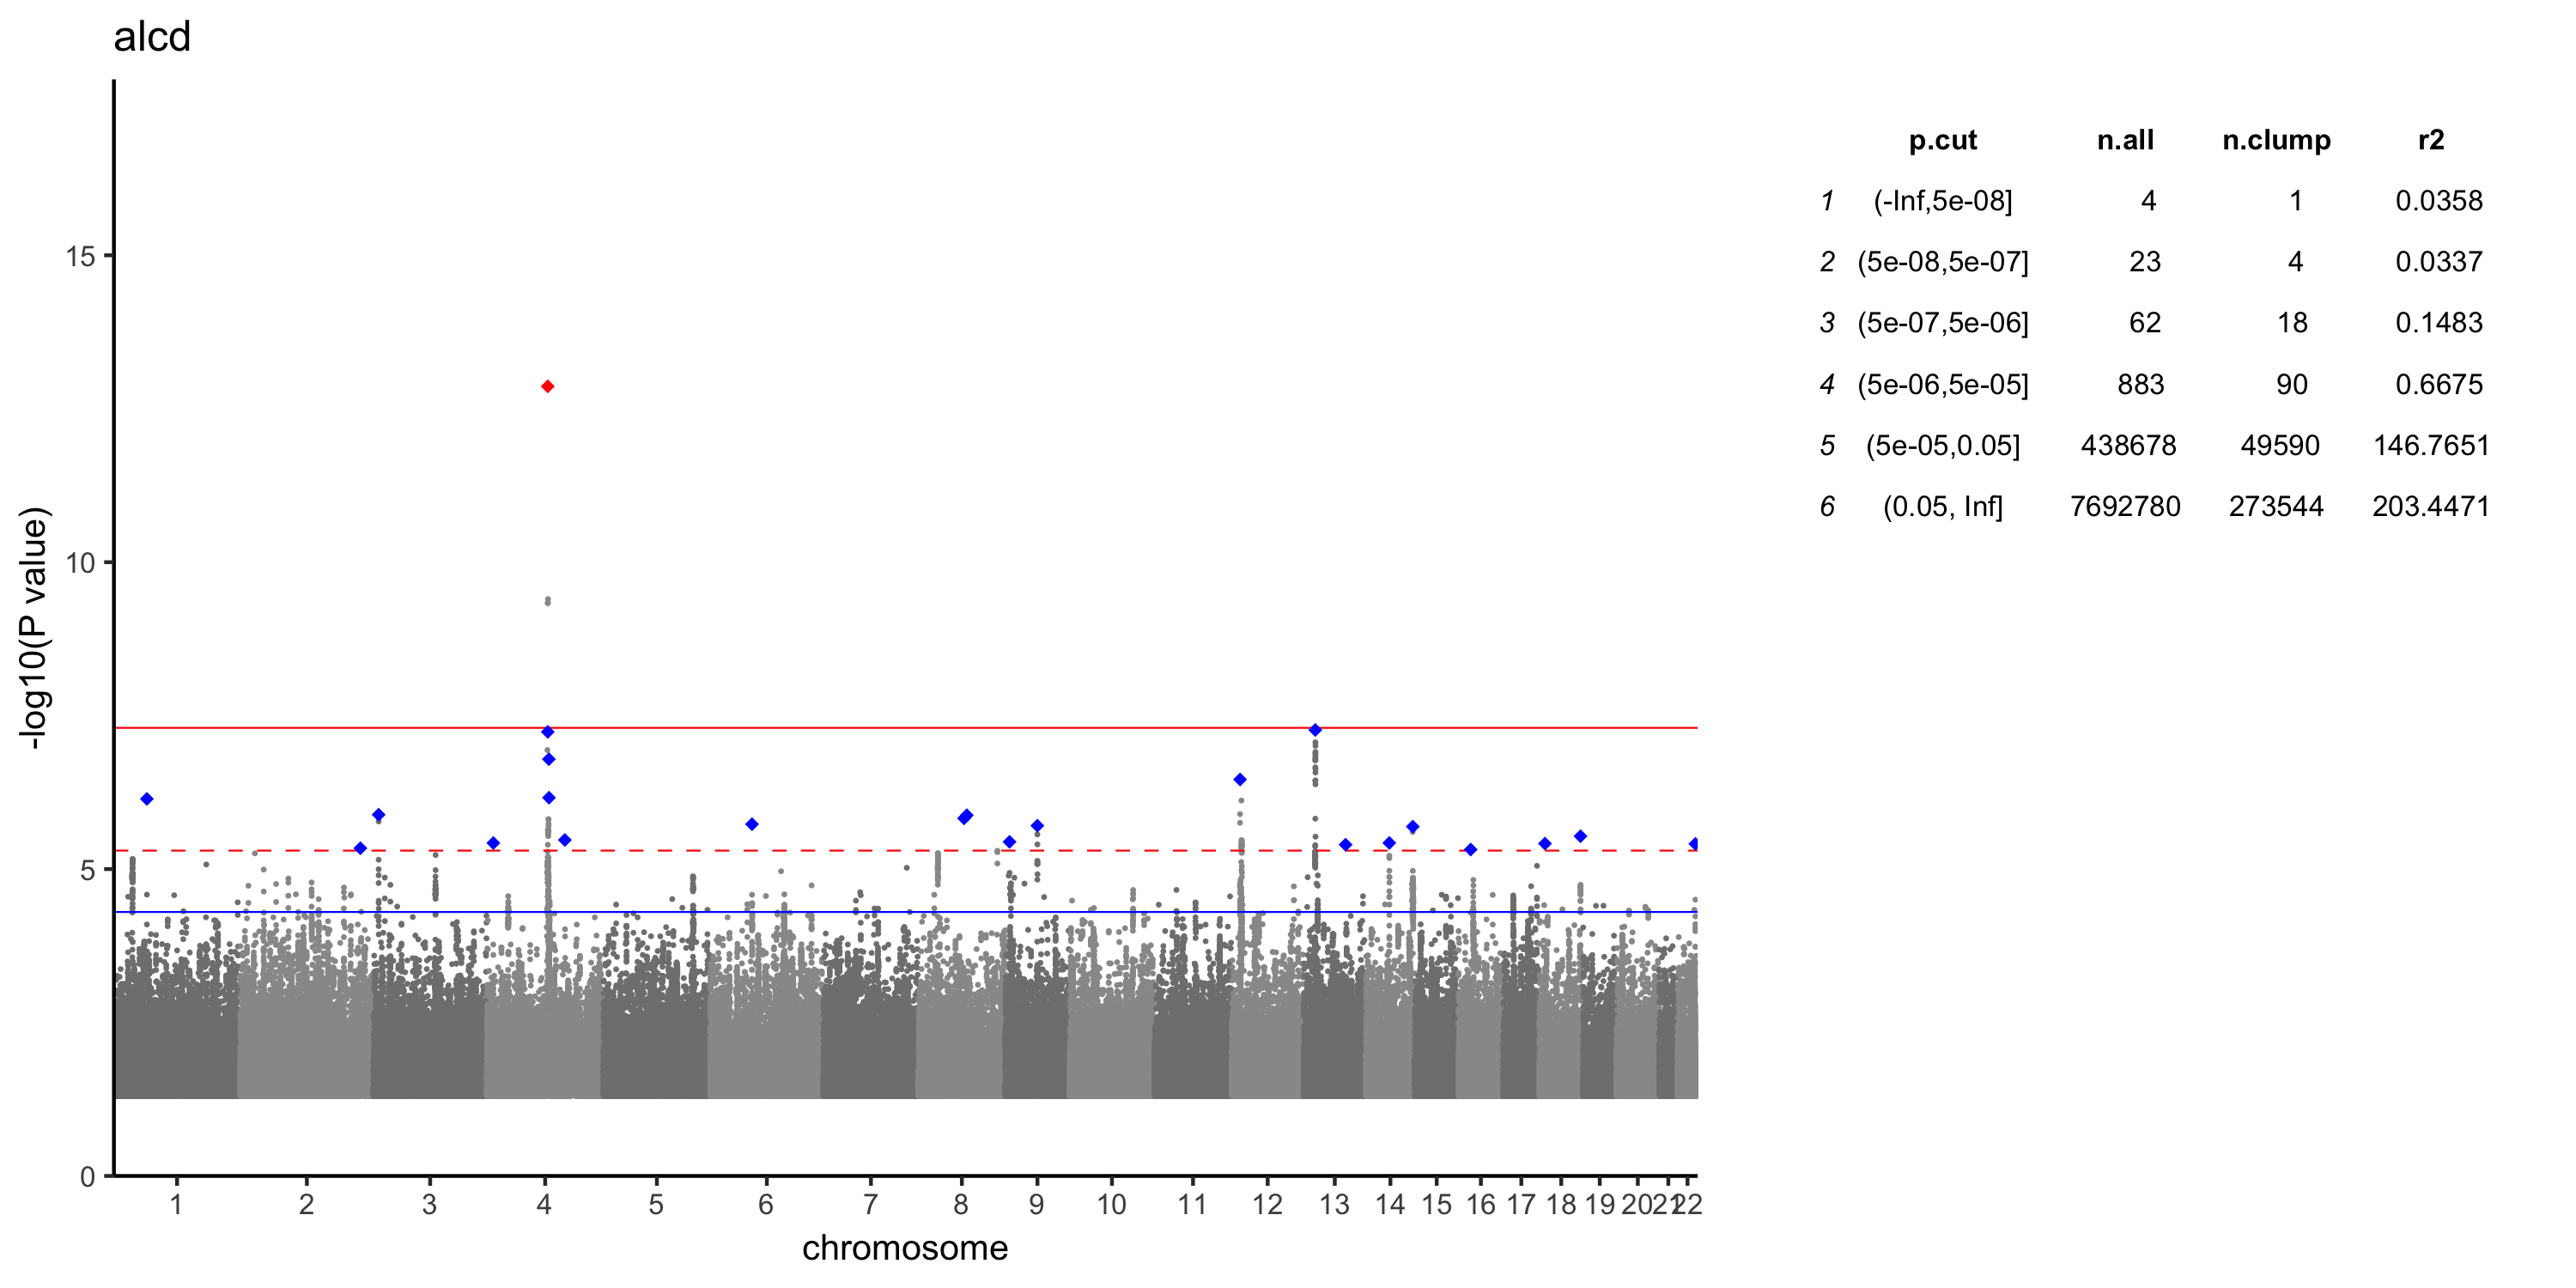 alcd
-log10(P value)
15
10
5
0
1 2 3 4 5 6 7 8 9 10 11 12 13 14 15 16 17 18 19 20 21 22
chromosome
p.cut n.all n.clump r2
1 (-Inf,5e-08] 4 1 0.0358
2 (5e-08,5e-07] 23 4 0.0337
3 (5e-07,5e-06] 62 18 0.1483
4 (5e-06,5e-05] 883 90 0.6675
5 (5e-05,0.05] 438678 49590 146.7651
6 (0.05, Inf] 7692780 273544 203.4471